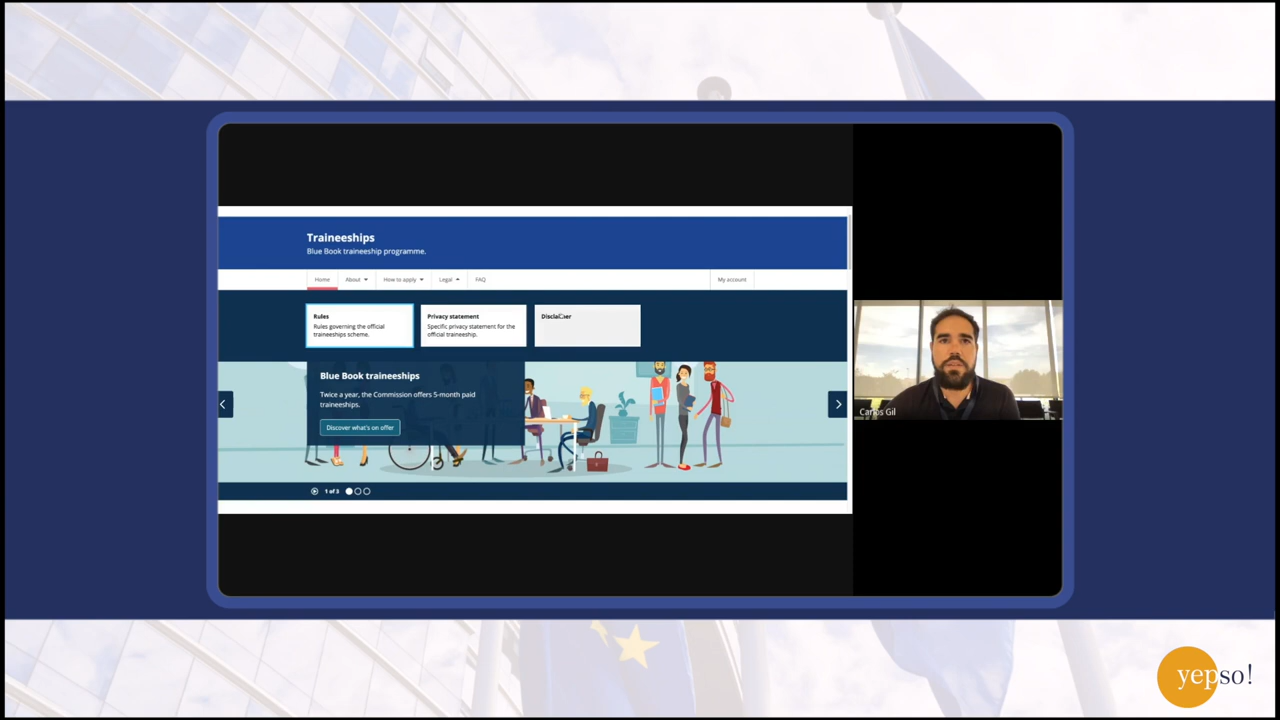 Traineeships
Blue Book traineeship programme.
Home
About
How to apply
Legal
FAQ
My account
Rules
Rules governing the official
traineeships scheme.
Privacy statement
Specific privacy statement for the
official traineeship.
Disclaimer
Blue Book traineeships
Twice a year, the Commission offers 5-month paid
traineeships.
Discover what's on offer
1 of 3
Carlos Gil
yepso!